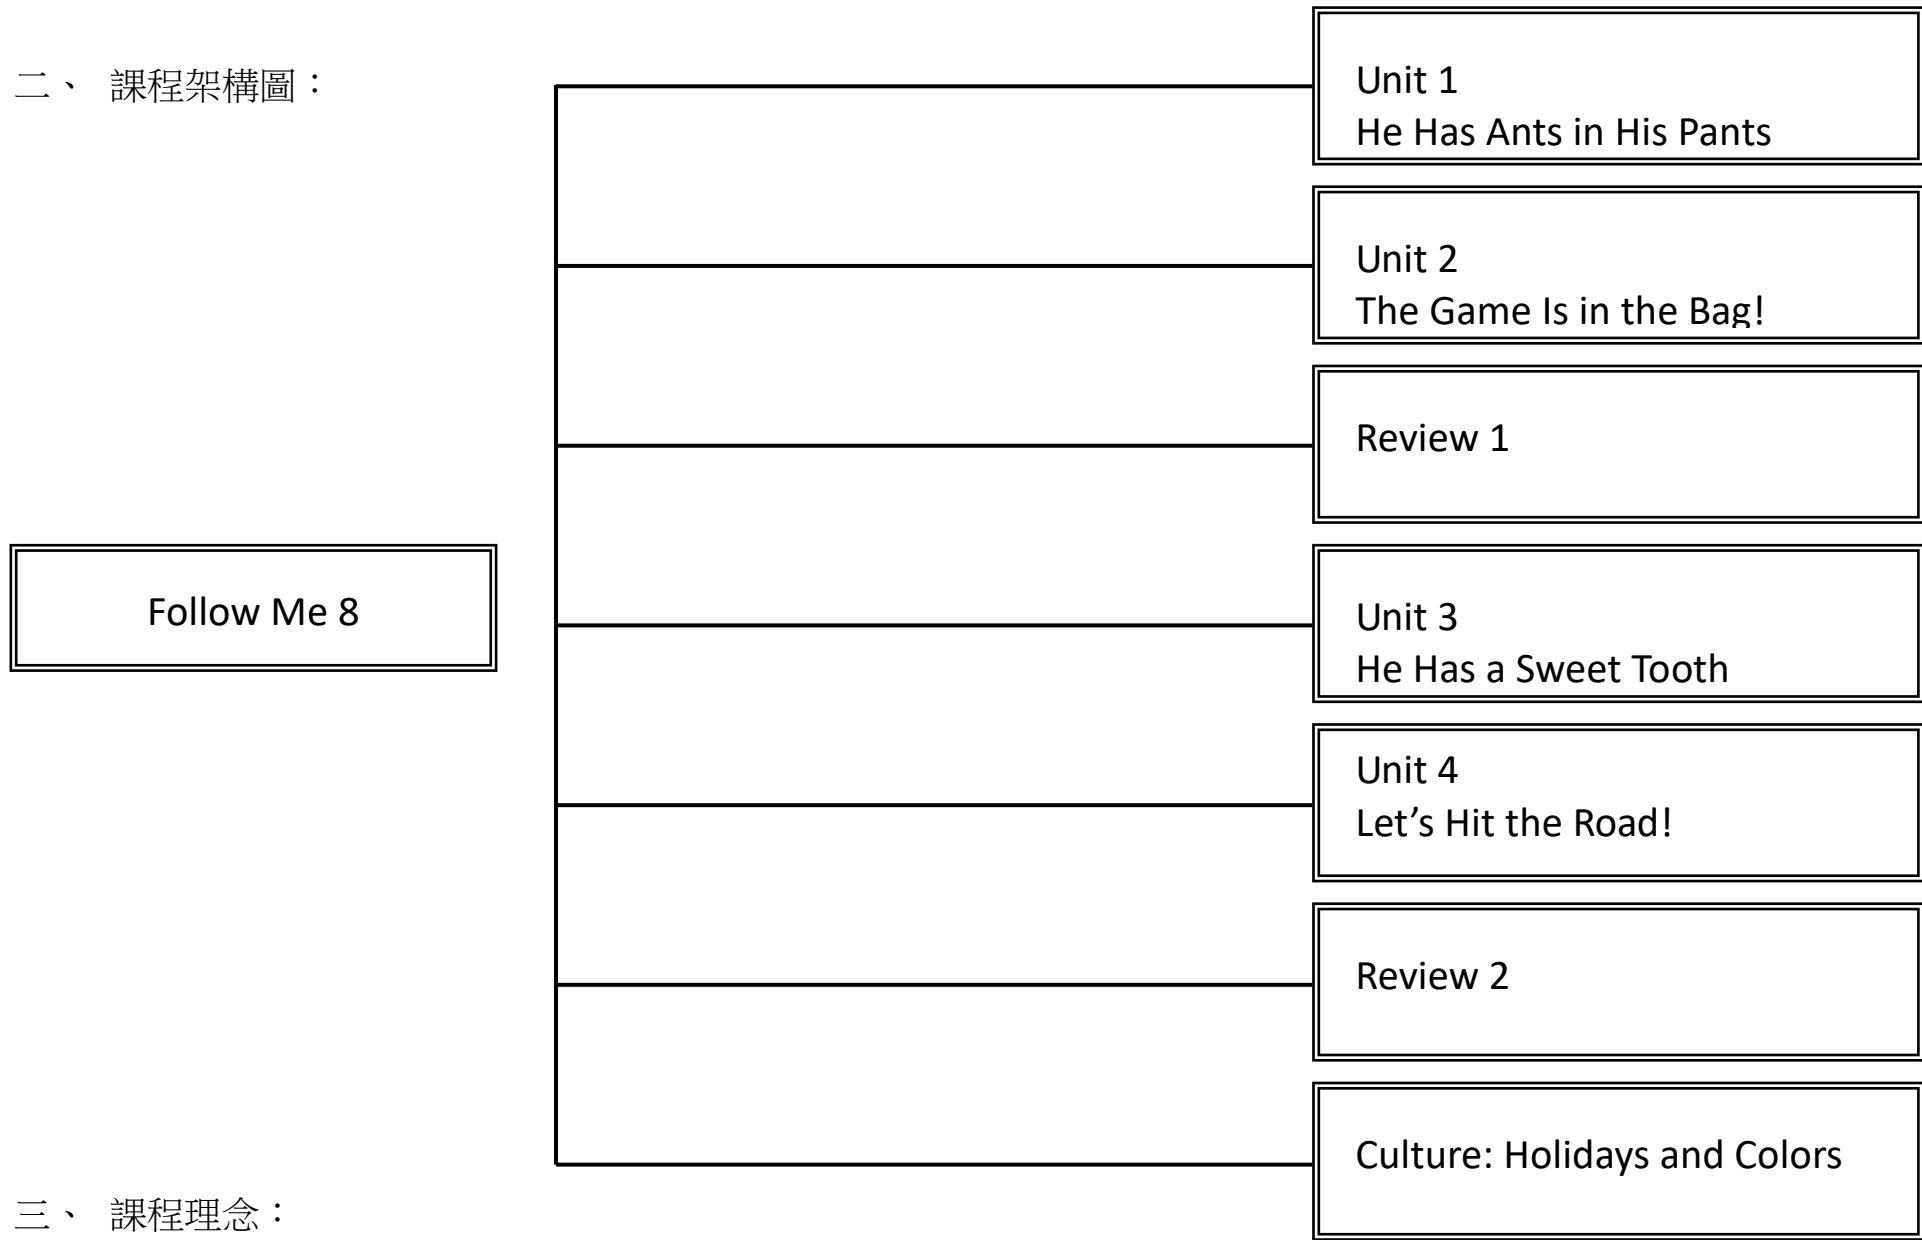 二、 課程架構圖：
Unit 1
He Has Ants in His Pants
Unit 2
The Game Is in the Bag!
Review 1
Follow Me 8
Unit 3
He Has a Sweet Tooth
Unit 4
Let’s Hit the Road!
Review 2
Culture: Holidays and Colors
三、 課程理念：